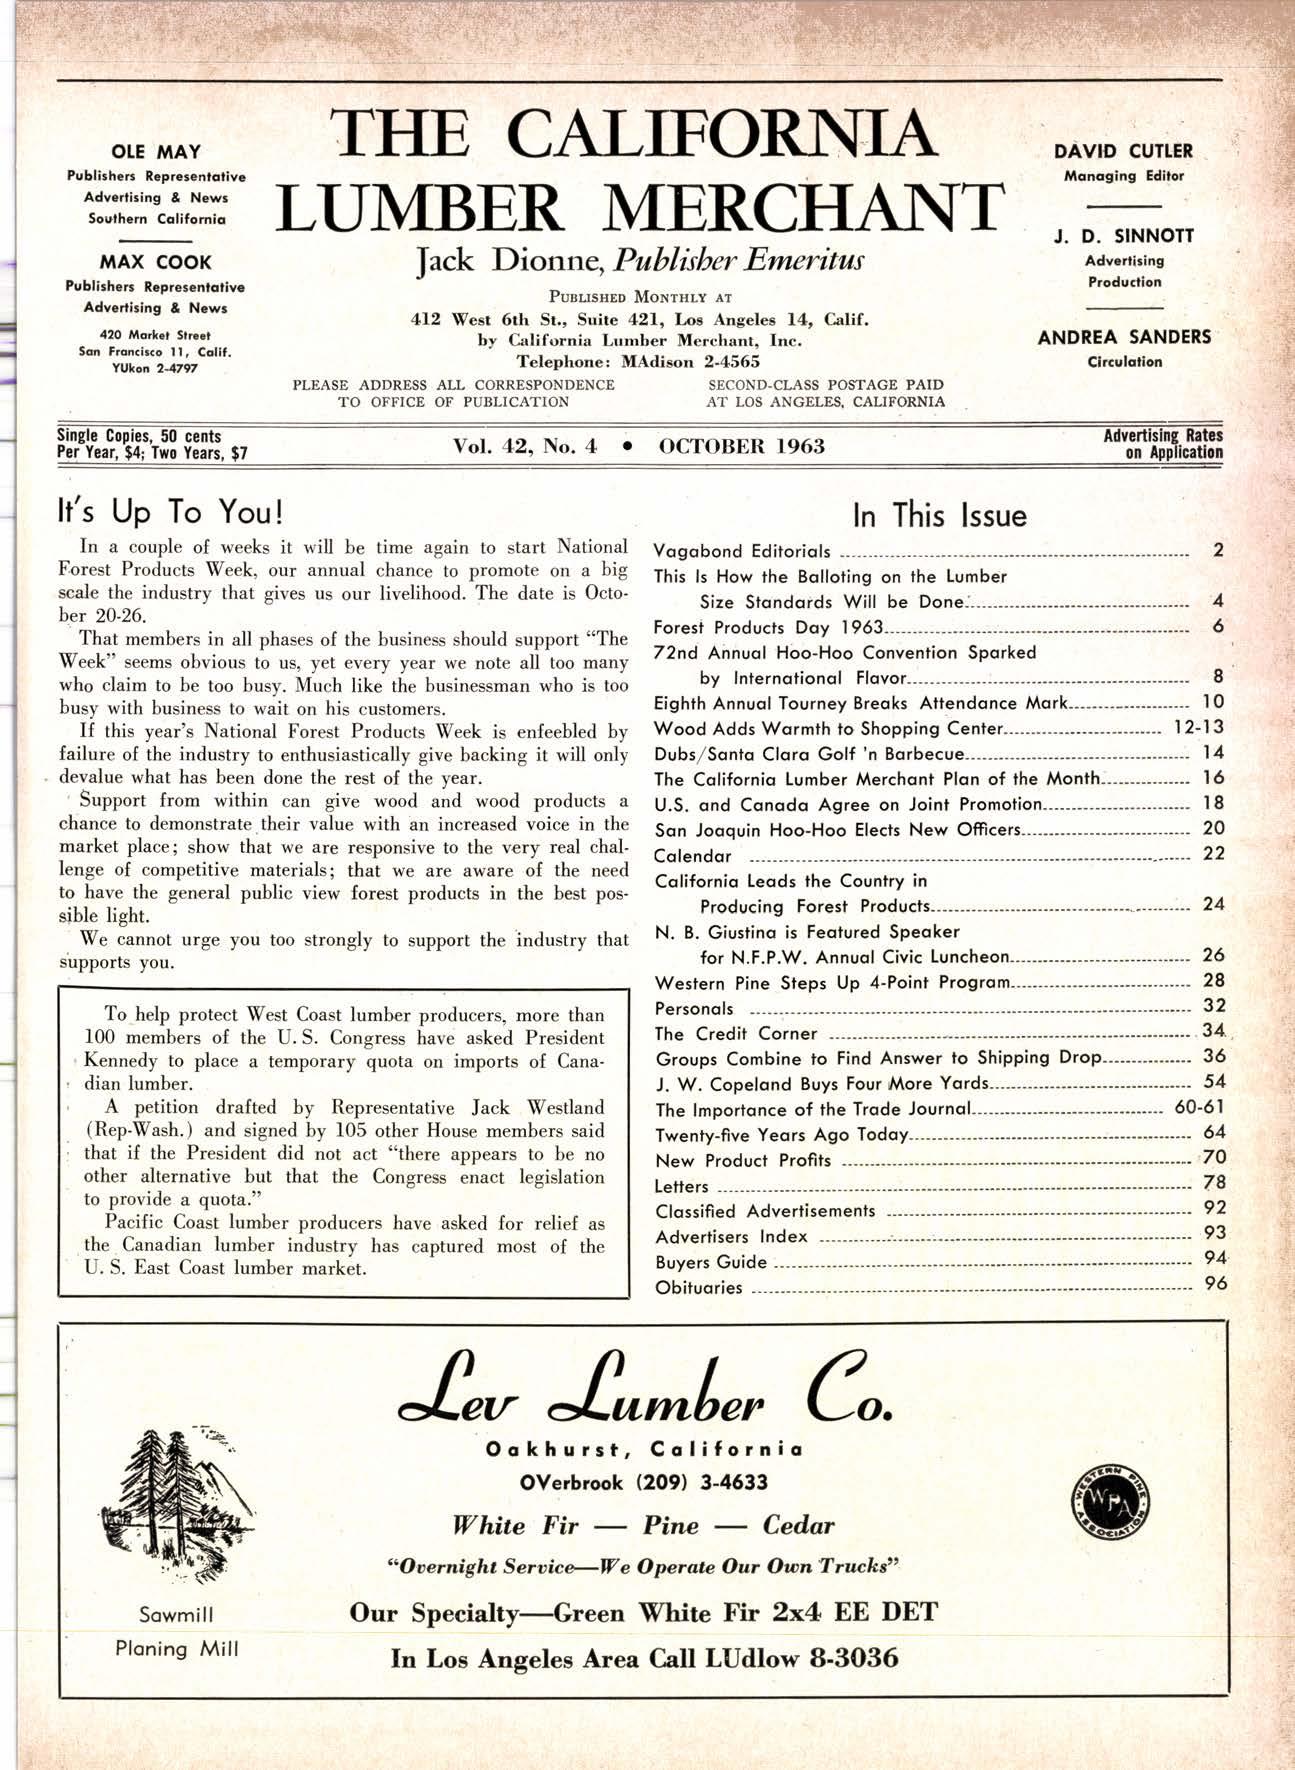 THE CALIFORNIA
LUMBER MERCHANT
Jack Dionne, Publisher Emeritus
PUBLISHED MONTHLY AT
412 West 6th St., Suite 421, Los Angeles 14, Calif.
by California Lumber Merchant, Inc.
Telephone: MAdison 2-4565
PLEASE ADDRESS ALL CORRESPONDENCE
TO OFFICE OF PUBLICATION
SECOND-CLASS POSTAGE PAID
AT LOS ANGELES, CALIFORNIA
OLE MAY
Publishers Representative
Advertising & News
Southern California
MAX COOK
Publishers Representative
Advertising & News
420 Market Street
San Francisco 11, Calif.
YUkon 2-4797
DAVID CUTLER
Managing Editor
J. D. SINNOTT
Advertising
Production
ANDREA SANDERS
Circulation
Single Copies, 50 cents
Per Year, $4; Two Years, $7
Vol. 42, No. 4 • OCTOBER 1963
Advertising Rates
on Application
It's Up To You!
In a couple of weeks it will be time again to start National
Forest Products Week, our annual chance to promote on a big
scale the industry that gives us our livelihood. The date is Octo-
ber 20-26.
That members in all phases of the business should support "The
Week" seems obvious to us, yet every year we note all too many
who claim to be too busy. Much like the businessman who is too
busy with business to wait on his customers.
If this year's National Forest Products Week is enfeebled by
failure of the industry to enthusiastically give backing it will only
devalue what has been done the rest of the year.
Support from within can give wood and wood products a
chance to demonstrate their value with an increased voice in the
market place; show that we are responsive to the very real chal-
lenge of competitive materials; that we are aware of the need
to have the general public view forest products in the best pos-
sible light.
We cannot urge you too strongly to support the industry that
supports you.
To help protect West Coast lumber producers, more than
100 members of the U. S. Congress have asked President
Kennedy to place a temporary quota on imports of Cana-
dian lumber.
A petition drafted by Representative Jack Westland
(Rep-Wash.) and signed by 105 other House members said
that if the President did not act "there appears to be no
other alternative but that the Congress enact legislation
to provide a quota."
Pacific Coast lumber producers have asked for relief as
the Canadian lumber industry has captured most of the
U. S. East Coast lumber market.
In This Issue
Vagabond Editorials 2
This Is How the Balloting on the Lumber
Size Standards Will be Done 4
Forest Products Day 1963 6
72nd Annual Hoo-Hoo Convention Sparked
by International Flavor 8
Eighth Annual Tourney Breaks Attendance Mark 10
Wood Adds Warmth to Shopping Center 12-13
Dubs/Santa Clara Golf 'n Barbecue 14
The California Lumber Merchant Plan of the Month 16
U.S. and Canada Agree on Joint Promotion 18
San Joaquin Hoo-Hoo Elects New Officers 20
Calendar 22
California Leads the Country in
Producing Forest Products 24
N. B. Giustina is Featured Speaker
for N.F.P.W. Annual Civic Luncheon 26
Western Pine Steps Up 4-Point Program 28
Personals 32
The Credit Corner 34
Groups Combine to Find Answer to Shipping Drop 36
J. W. Copeland Buys Four More Yards 54
The Importance of the Trade Journal 60-61
Twenty-five Years Ago Today 64
New Product Profits 70
Letters 78
Classified Advertisements 92
Advertisers Index 93
Buyers Guide 94
Obituaries 96
Lev Lumber Co.
Oakhurst, California
OVerbrook (209) 3-4633
White Fir — Pine — Cedar
"Overnight Service—We Operate Our Own Trucks"
Our Specialty—Green White Fir 2x4 EE DET
In Los Angeles Area Call LUdlow 8-3036
Sawmill
Planing Mill
WESTERN PINE
WPA
ASSOCIATION